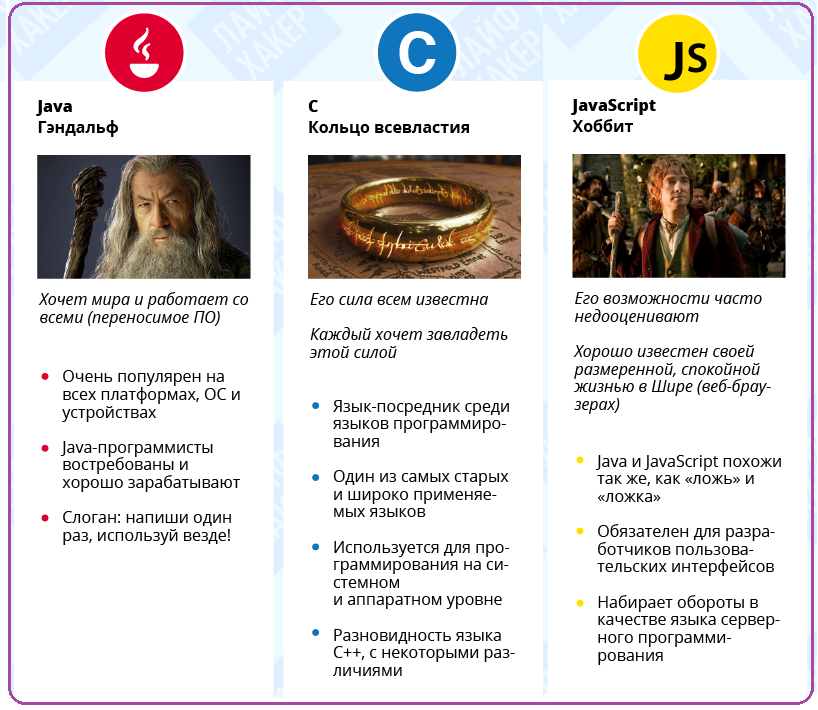 ЛАЙФ
ХАКЕР
C
JS
Java
Гэндальф
Хочет мира и работает со
всеми (переносимое ПО)
Очень популярен на
всех платформах, ОС и
устройствах
Java-программисты
востребованы и
хорошо зарабатывают
Слоган: напиши один
раз, используй везде!
C
Кольцо всевластия
Его сила всем известна
Каждый хочет завладеть
этой силой
Язык-посредник среди
языков программиро-
вания
Один из самых старых
и широко применяе-
мых языков
Используется для про-
граммирования на си-
стемном
и аппаратном уровне
Разновидность языка
C++, с некоторыми раз-
личиями
JavaScript
Хоббит
Его возможности часто
недооценивают
Хорошо известен своей
размеренной, спокойной
жизнью в Шире (веб-брау-
зерах)
Java и JavaScript похожи
так же, как «ложь» и
«ложка»
Обязателен для разра-
ботчиков пользова-
тельских интерфейсов
Набирает обороты в
качестве языка сервер-
ного программи-
рования